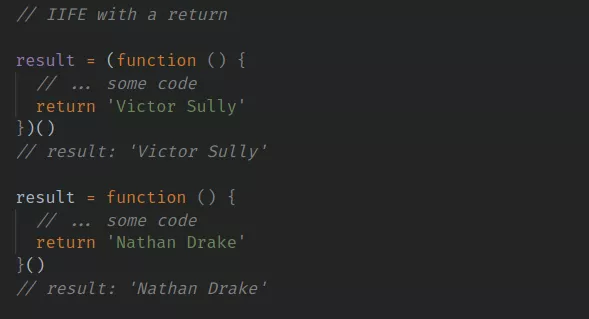 // IIFE with a return
result = (function () {
// ... some code
return 'Victor Sully'
})()
// result: 'Victor Sully'
result = function () {
// ... some code
return 'Nathan Drake'
}()
// result: 'Nathan Drake'